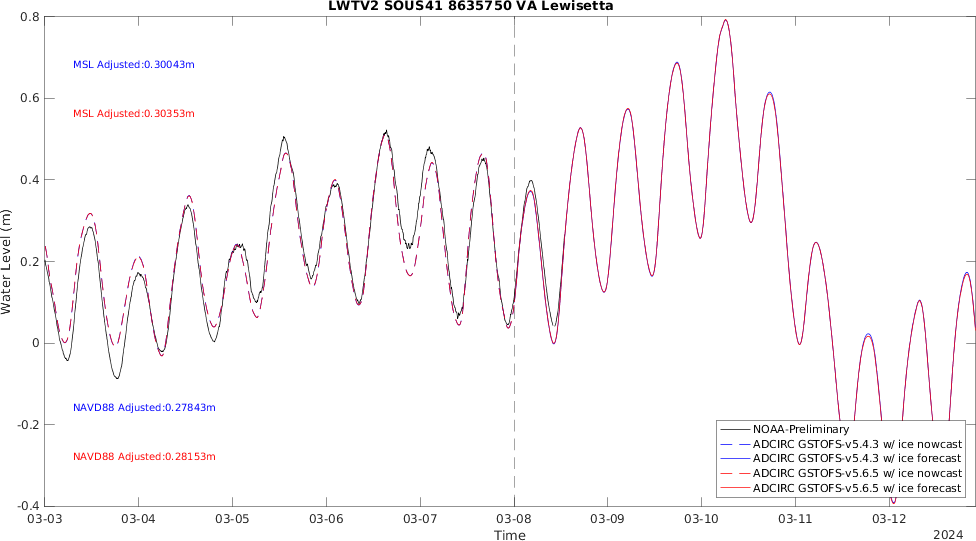 LWTV2 SOUS41 8635750 VA Lewisetta
0.8
0.6
0.4
0.2
0
-0.2
-0.4
Water Level (m)
MSL Adjusted:0.30043m
MSL Adjusted:0.30353m
NAVD88 Adjusted:0.27843m
NAVD88 Adjusted:0.28153m
NOAA-Preliminary
ADCIRC GSTOFS-v5.4.3 w/ ice nowcast
ADCIRC GSTOFS-v5.4.3 w/ ice forecast
ADCIRC GSTOFS-v5.6.5 w/ ice nowcast
ADCIRC GSTOFS-v5.6.5 w/ ice forecast
03-03 03-04 03-05 03-06 03-07 03-08 03-09 03-10 03-11 03-12
Time
2024